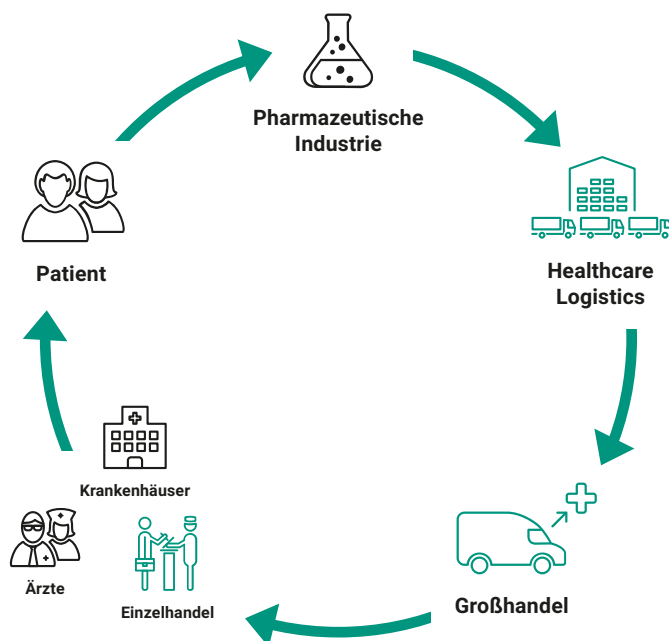 Pharmazeutische
Industrie
Healthcare
Logistics
Großhandel
Einzelhandel
Ärzte
Krankenhäuser
Patient